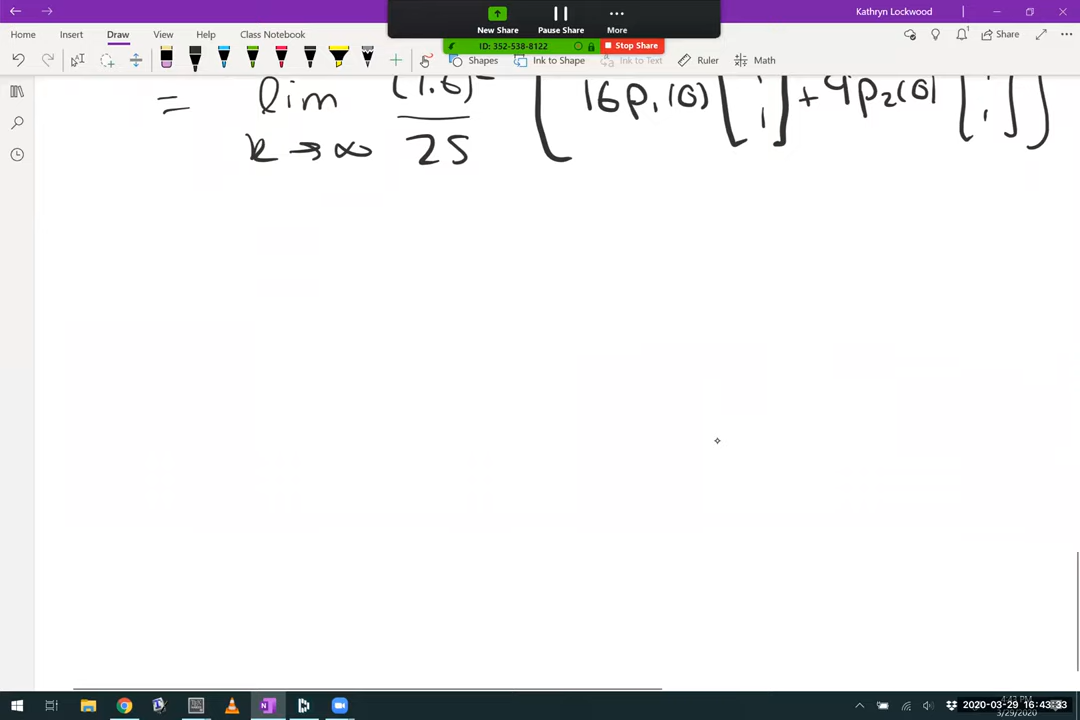 Kathryn Lockwood
New Share Pause Share More
ID: 352-538-8122 Stop Share
Home Insert Draw View Help Class Notebook Share
Shapes Ink to Shape Ink to Text Ruler Math
= lim 16p₁(0) [ 1 ] + 9p₂(0) [ 1 ]
k → ∞ 25
2020-03-29 16:43:33